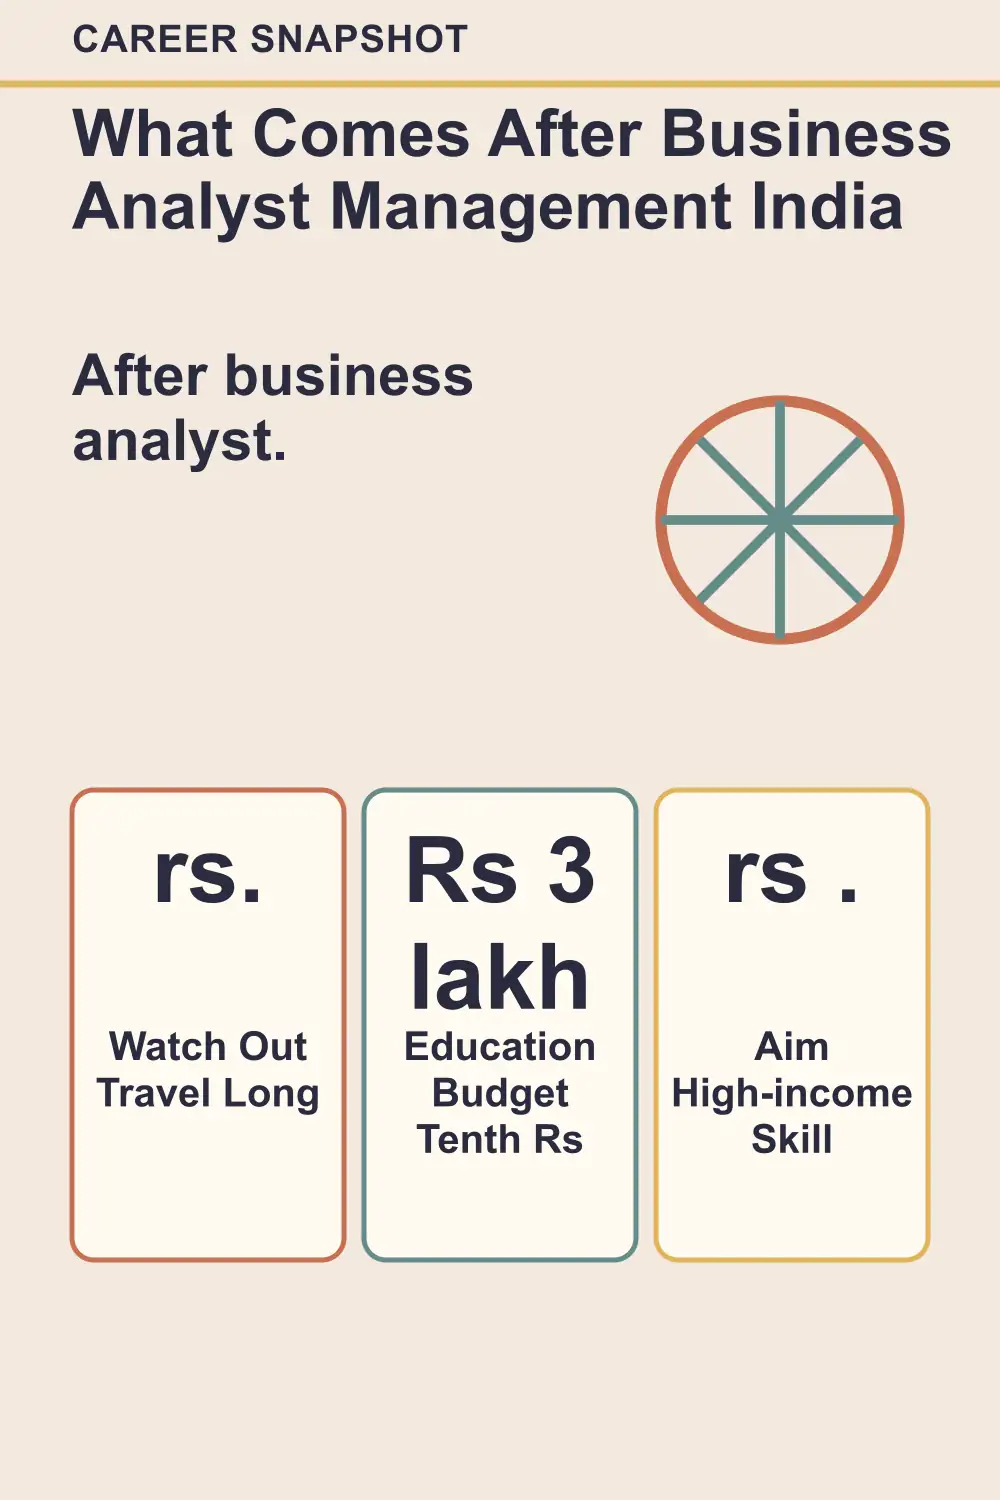 CAREER SNAPSHOT
What Comes After Business
Analyst Management India
After business
analyst.
rs.
Watch Out
Travel Long
Rs 3
lakh
Education
Budget
Tenth Rs
rs .
Aim
High-income
Skill